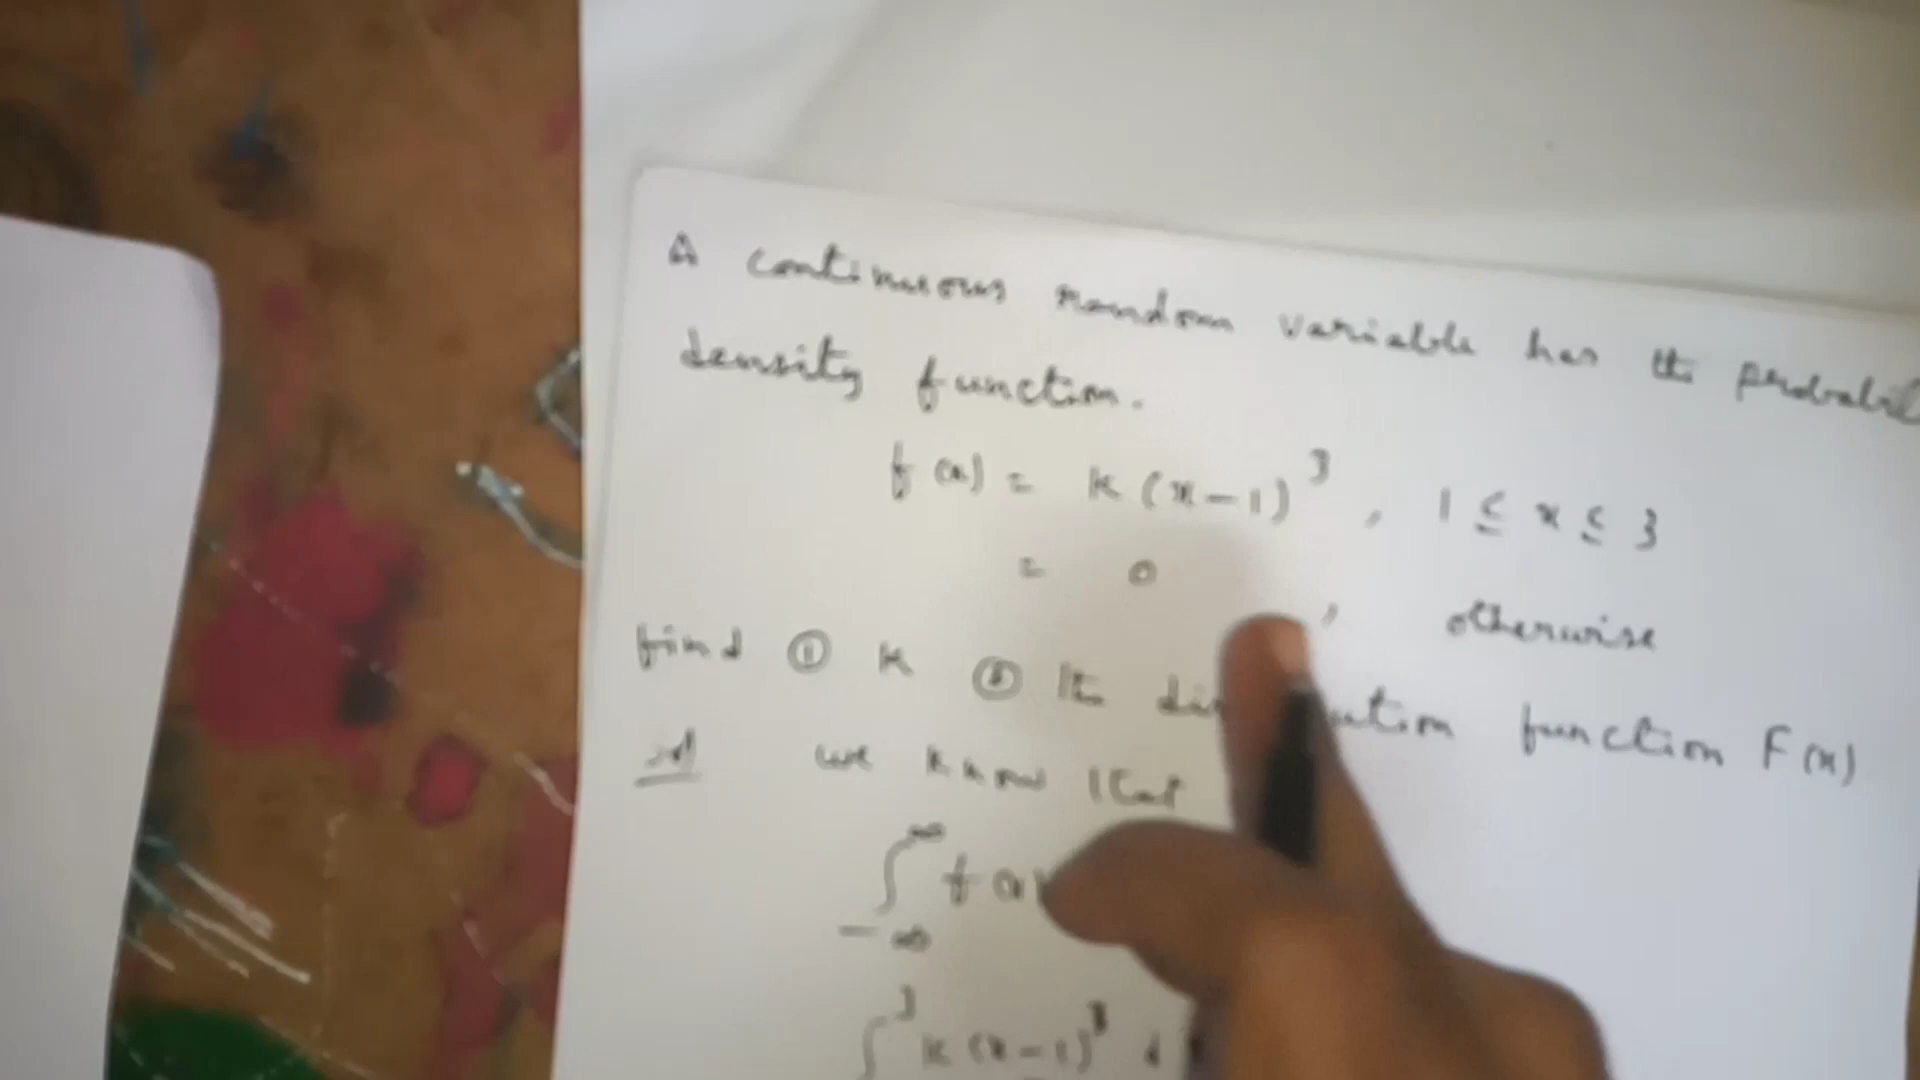 A continuous random variable has the
density function.
f(x) = k(x-1)³ , 1 ≤ x ≤ 3
= 0 , otherwise
find ① k ② the function F(x)
we know that
∫
-∞
∞
f(x
∫
3
k(x-1)³ d